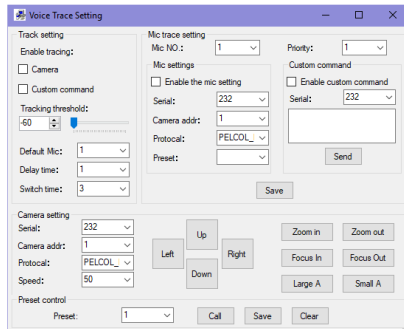 Voice Trace Setting
Track setting
Enable tracing:
Camera
Custom command
Tracking threshold:
-60
Default Mic: 1
Delay time: 1
Switch time: 3
Mic trace setting
Mic NO.: 1 Priority: 1
Mic settings
Enable the mic setting
Serial: 232
Camera addr: 1
Protocal: PELCOL_
Preset:
Custom command
Enable custom command
Serial: 232
Send
Save
Camera setting
Serial: 232
Camera addr: 1
Protocal: PELCOL_
Speed: 50
Up
Left Right
Down
Zoom in Zoom out
Focus In Focus Out
Large A Small A
Preset control
Preset: 1 Call Save Clear